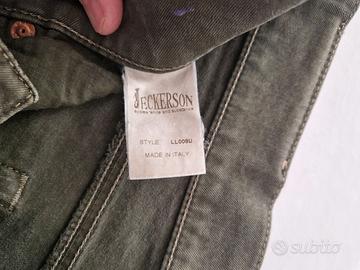 JECKERSON
STYLE LL009U
MADE IN ITALY
subito